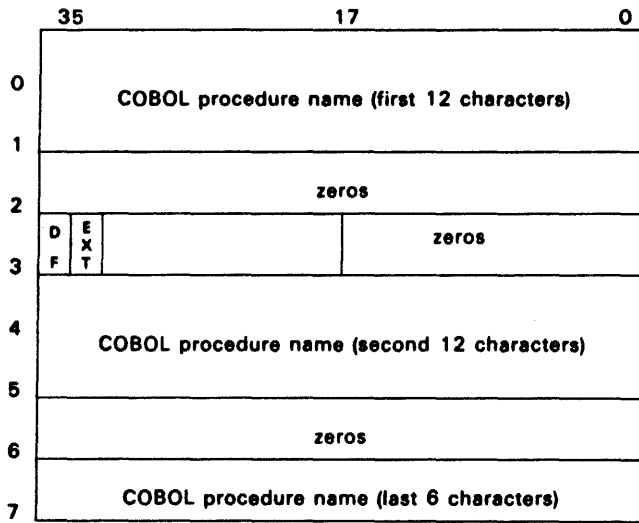 35 17 0
0
COBOL procedure name (first 12 characters)
1
zeros
2
D F
E X T
zeros
3
4
COBOL procedure name (second 12 characters)
5
zeros
6
COBOL procedure name (last 6 characters)
7